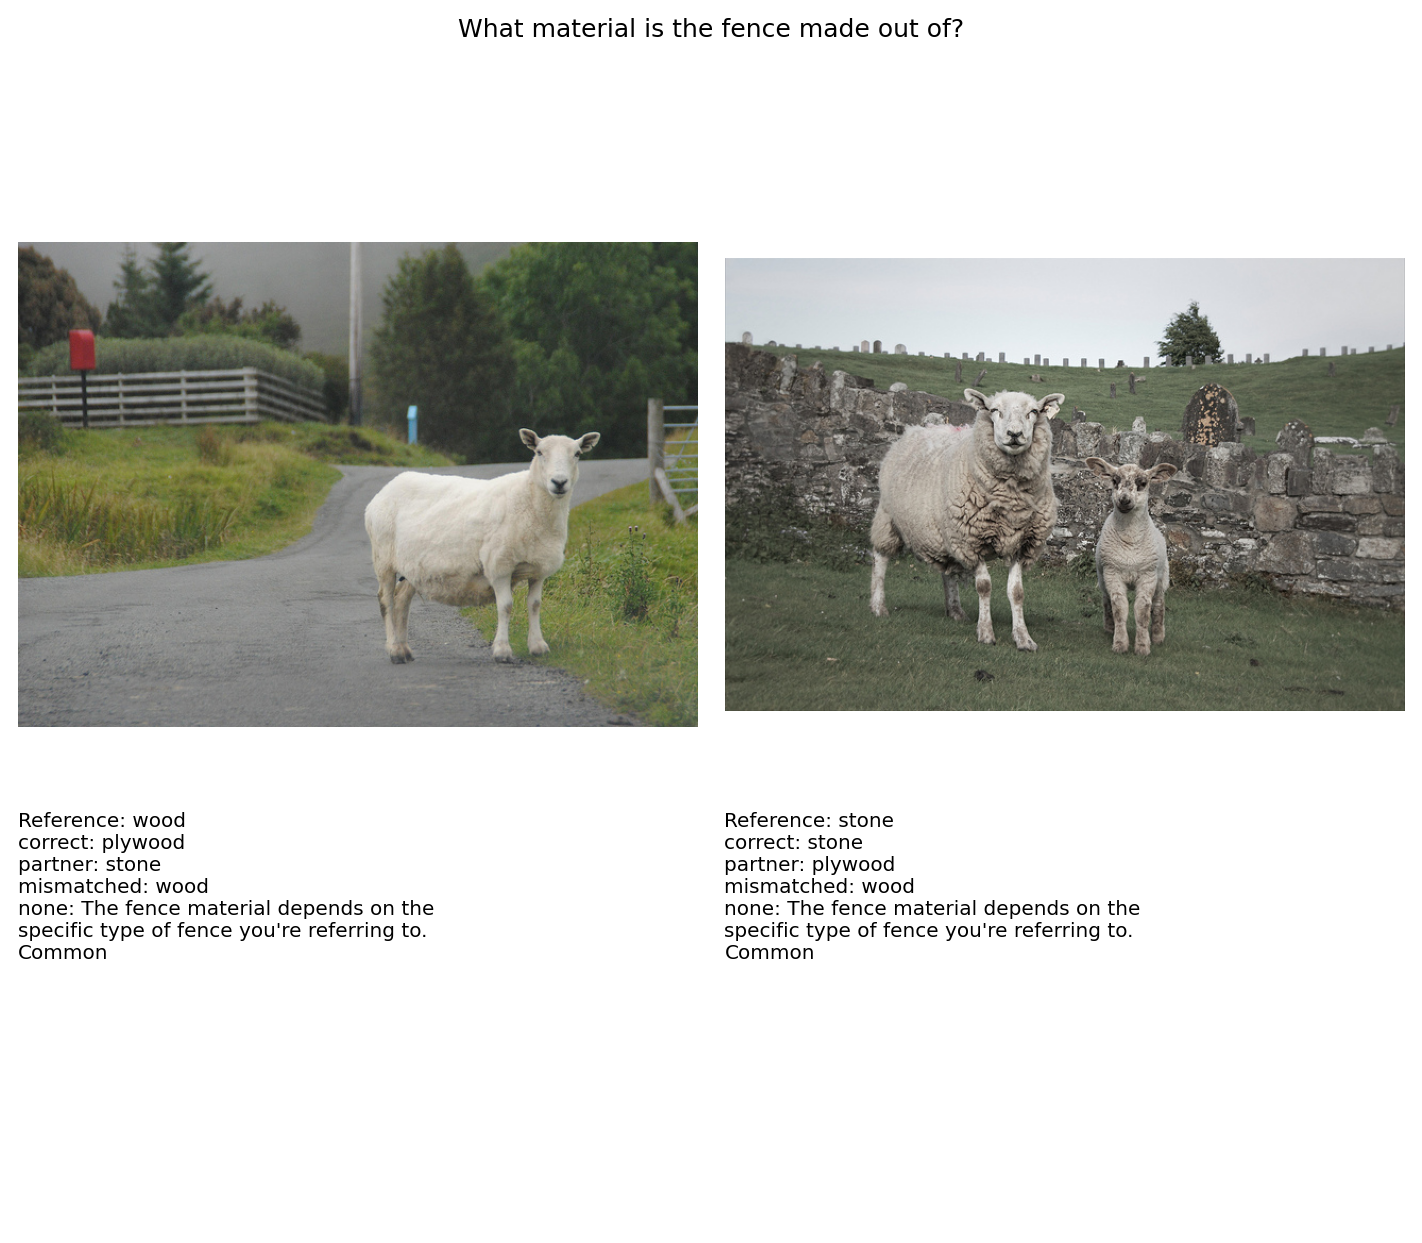 What material is the fence made out of?
Reference: wood
correct: plywood
partner: stone
mismatched: wood
none: The fence material depends on the
specific type of fence you're referring to.
Common
Reference: stone
correct: stone
partner: plywood
mismatched: wood
none: The fence material depends on the
specific type of fence you're referring to.
Common